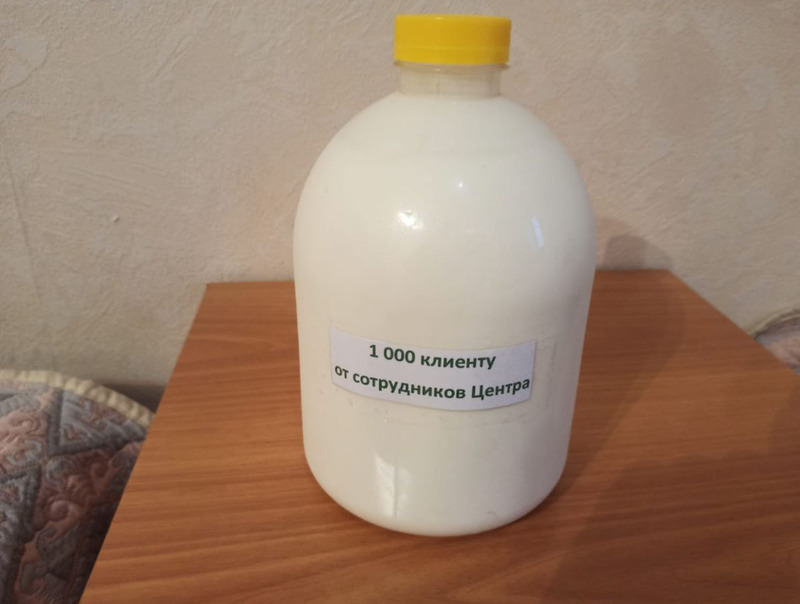 1 000 клиенту
от сотрудников Центра